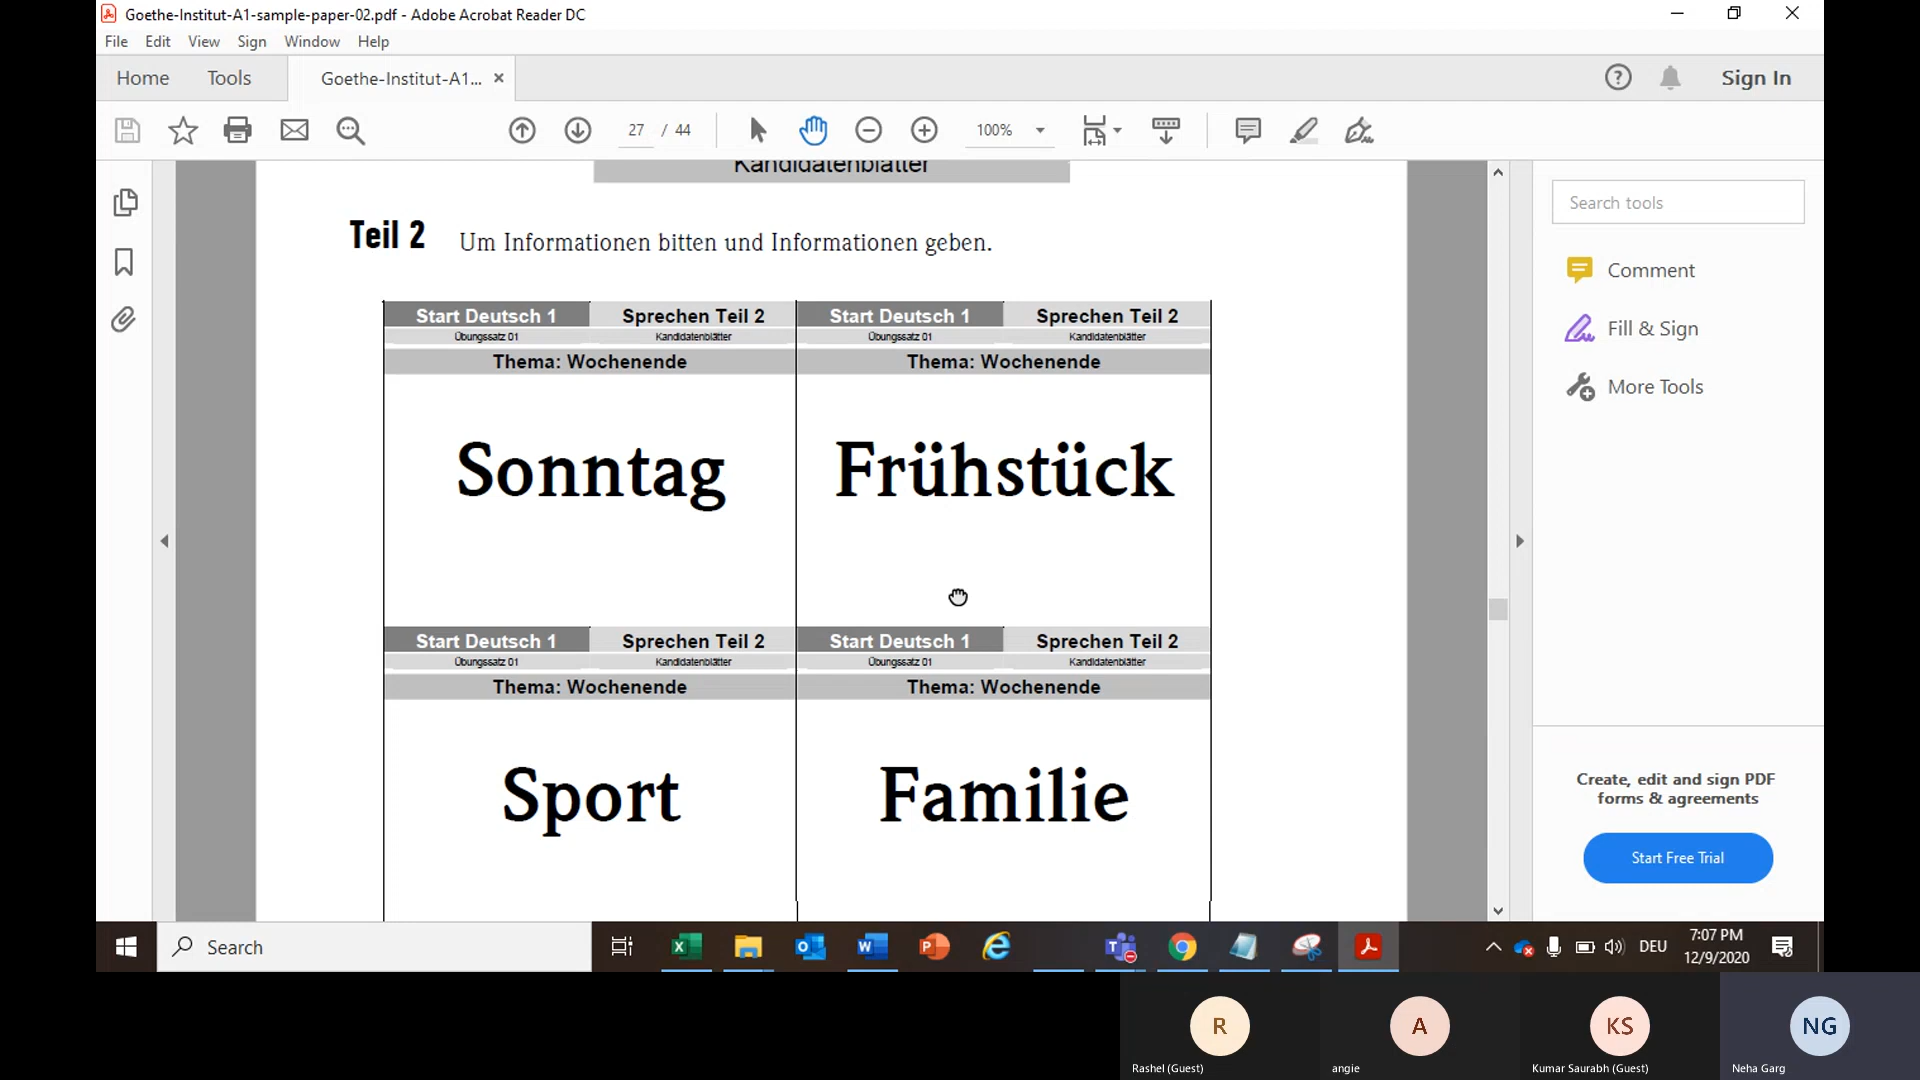 Goethe-Institut-A1-sample-paper-02.pdf - Adobe Acrobat Reader DC
File Edit View Sign Window Help
Home Tools Goethe-Institut-A1... × Sign In
27 / 44 100%
Kandidatenblätter
Search tools
Teil 2 Um Informationen bitten und Informationen geben.
Comment
Fill & Sign
More Tools
Start Deutsch 1 Sprechen Teil 2 Start Deutsch 1 Sprechen Teil 2
Übungssatz 01 Kandidatenblätter Übungssatz 01 Kandidatenblätter
Thema: Wochenende Thema: Wochenende
Sonntag Frühstück
Start Deutsch 1 Sprechen Teil 2 Start Deutsch 1 Sprechen Teil 2
Übungssatz 01 Kandidatenblätter Übungssatz 01 Kandidatenblätter
Thema: Wochenende Thema: Wochenende
Sport Familie
Create, edit and sign PDF
forms & agreements
Start Free Trial
Search DEU 7:07 PM
12/9/2020
R A KS NG
Rashel (Guest) angie Kumar Saurabh (Guest) Neha Garg